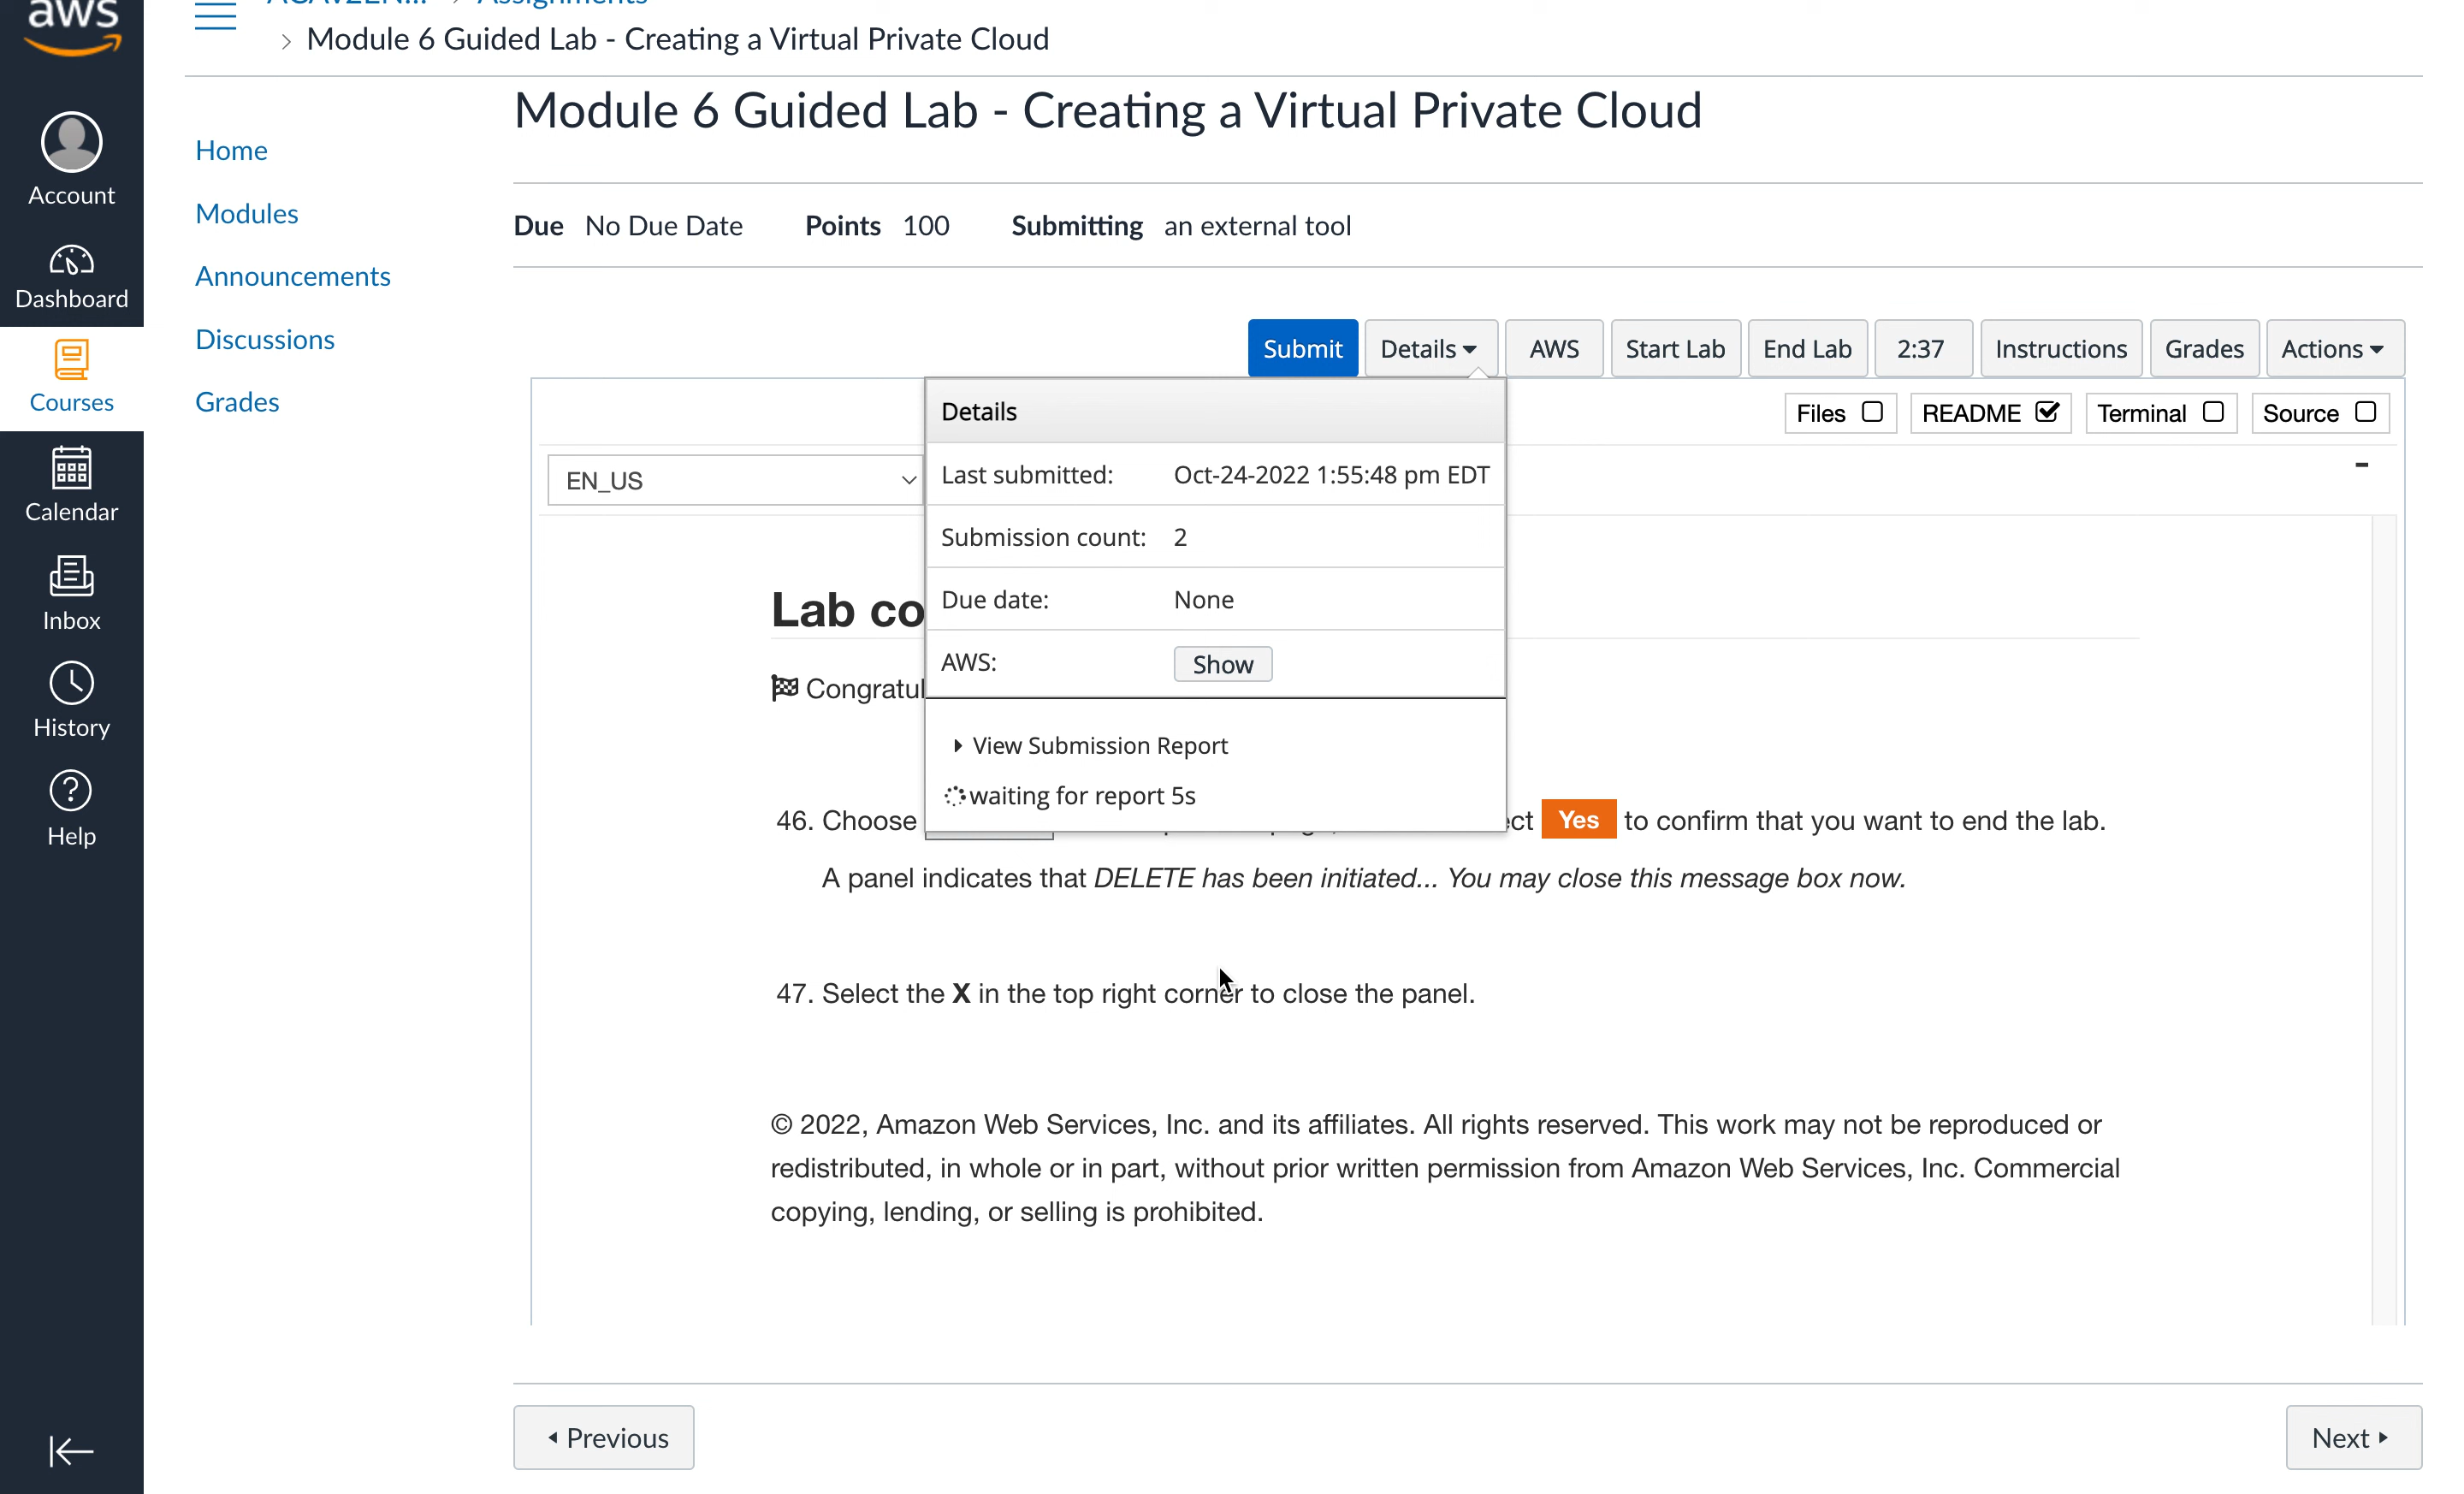 aws
Assignments
> Module 6 Guided Lab - Creating a Virtual Private Cloud
Account
Dashboard
Courses
Calendar
Inbox
History
Help
Home
Modules
Announcements
Discussions
Grades
Module 6 Guided Lab - Creating a Virtual Private Cloud
Due No Due Date Points 100 Submitting an external tool
Submit Details AWS Start Lab End Lab 2:37 Instructions Grades Actions
Files README Terminal Source
EN_US
Details
Last submitted: Oct-24-2022 1:55:48 pm EDT
Submission count: 2
Due date: None
AWS: Show
View Submission Report
waiting for report 5s
Lab co
Congratul
46. Choose ect Yes to confirm that you want to end the lab.
A panel indicates that DELETE has been initiated... You may close this message box now.
47. Select the X in the top right corner to close the panel.
© 2022, Amazon Web Services, Inc. and its affiliates. All rights reserved. This work may not be reproduced or
redistributed, in whole or in part, without prior written permission from Amazon Web Services, Inc. Commercial
copying, lending, or selling is prohibited.
Previous
Next